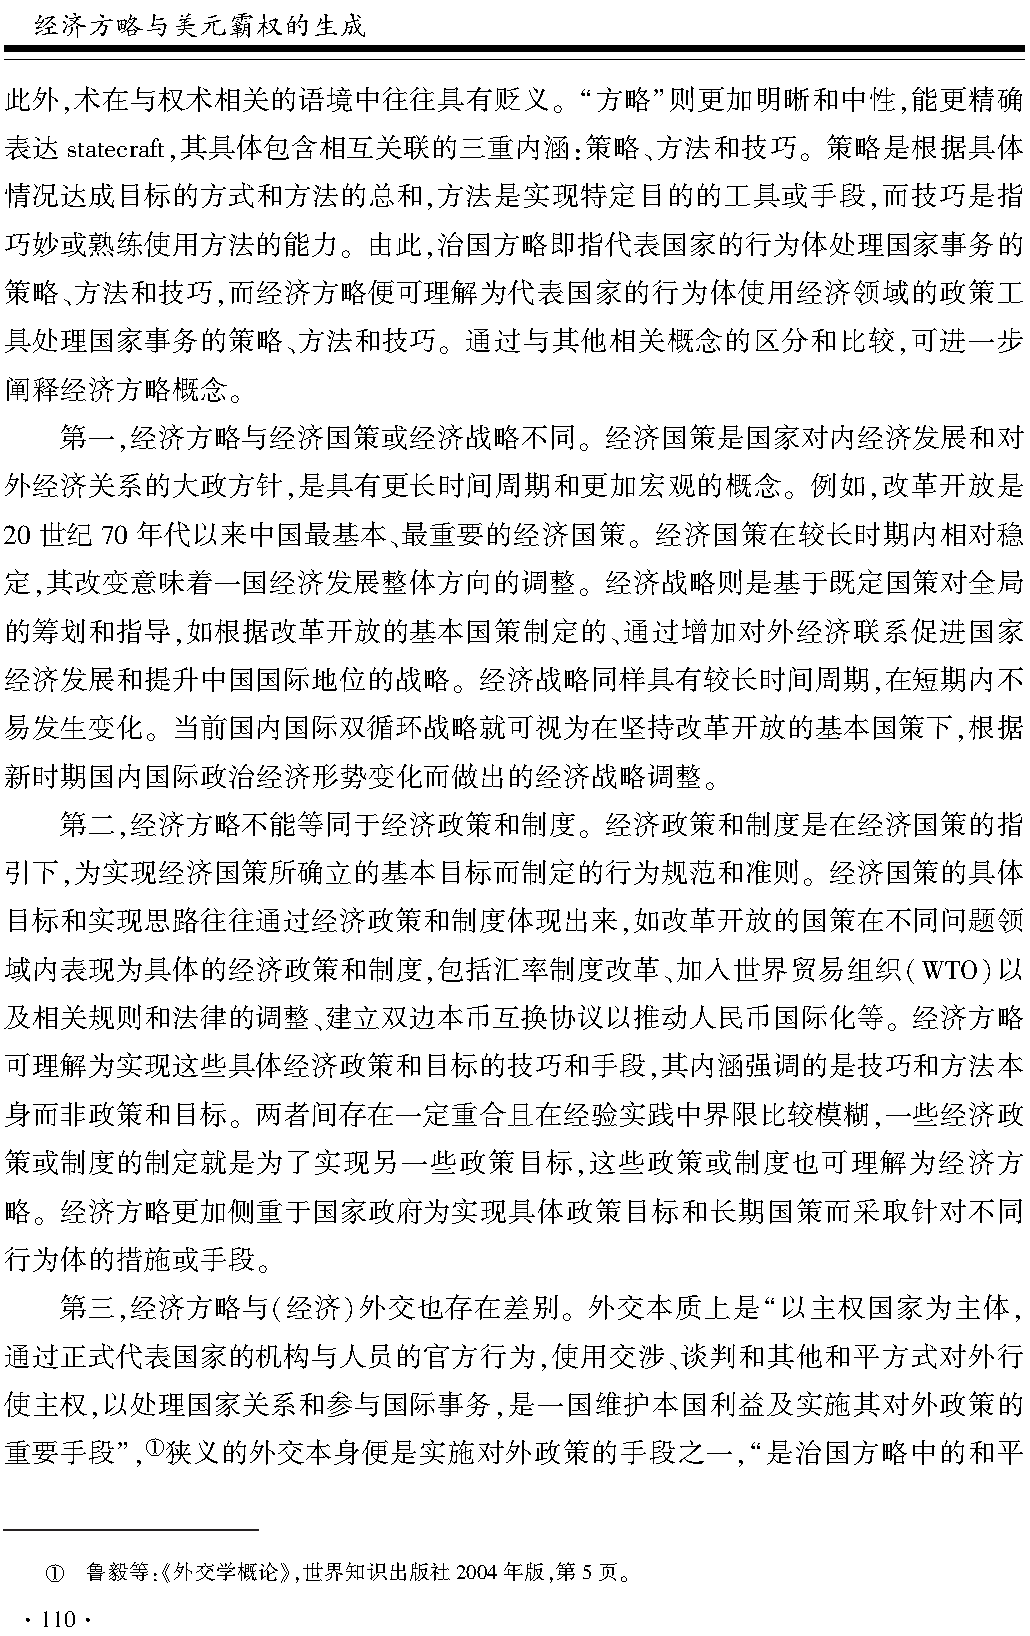 经济方略与美元霸权的生成
此外,术在与权术相关的语境中往往具有贬义。“方略”则更加明晰和中性,能更精确
表达 statecraft,其具体包含相互关联的三重内涵:策略、方法和技巧。策略是根据具体
情况达成目标的方式和方法的总和,方法是实现特定目的的工具或手段,而技巧是指
巧妙或熟练使用方法的能力。由此,治国方略即指代表国家的行为体处理国家事务的
策略、方法和技巧,而经济方略便可理解为代表国家的行为体使用经济领域的政策工
具处理国家事务的策略、方法和技巧。通过与其他相关概念的区分和比较,可进一步
阐释经济方略概念。
第一,经济方略与经济国策或经济战略不同。经济国策是国家对内经济发展和对
外经济关系的大政方针,是具有更长时间周期和更加宏观的概念。例如,改革开放是
20 世纪 70 年代以来中国最基本、最重要的经济国策。经济国策在较长时期内相对稳
定,其改变意味着一国经济发展整体方向的调整。经济战略则是基于既定国策对全局
的筹划和指导,如根据改革开放的基本国策制定的、通过增加对外经济联系促进国家
经济发展和提升中国国际地位的战略。经济战略同样具有较长时间周期,在短期内不
易发生变化。当前国内国际双循环战略就可视为在坚持改革开放的基本国策下,根据
新时期国内国际政治经济形势变化而做出的经济战略调整。
第二,经济方略不能等同于经济政策和制度。经济政策和制度是在经济国策的指
引下,为实现经济国策所确立的基本目标而制定的行为规范和准则。经济国策的具体
目标和实现思路往往通过经济政策和制度体现出来,如改革开放的国策在不同问题领
域内表现为具体的经济政策和制度,包括汇率制度改革、加入世界贸易组织(WTO)以
及相关规则和法律的调整、建立双边本币互换协议以推动人民币国际化等。经济方略
可理解为实现这些具体经济政策和目标的技巧和手段,其内涵强调的是技巧和方法本
身而非政策和目标。两者间存在一定重合且在经验实践中界限比较模糊,一些经济政
策或制度的制定就是为了实现另一些政策目标,这些政策或制度也可理解为经济方
略。经济方略更加侧重于国家政府为实现具体政策目标和长期国策而采取针对不同
行为体的措施或手段。
第三,经济方略与(经济)外交也存在差别。外交本质上是“以主权国家为主体,
通过正式代表国家的机构与人员的官方行为,使用交涉、谈判和其他和平方式对外行
使主权,以处理国家关系和参与国际事务,是一国维护本国利益及实施其对外政策的
重要手段”,①狭义的外交本身便是实施对外政策的手段之一,“是治国方略中的和平
① 鲁毅等:《外交学概论》,世界知识出版社 2004 年版,第 5 页。
· 110 ·